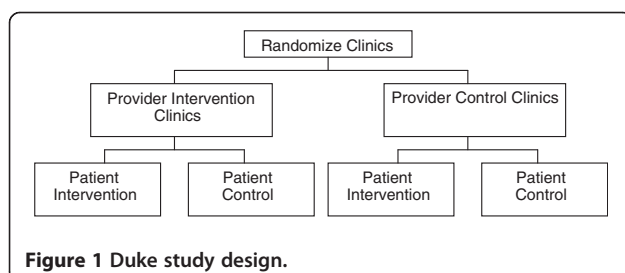 Randomize Clinics
Provider Intervention
Clinics
Provider Control Clinics
Patient
Intervention
Patient
Control
Patient
Intervention
Patient
Control
Figure 1 Duke study design.